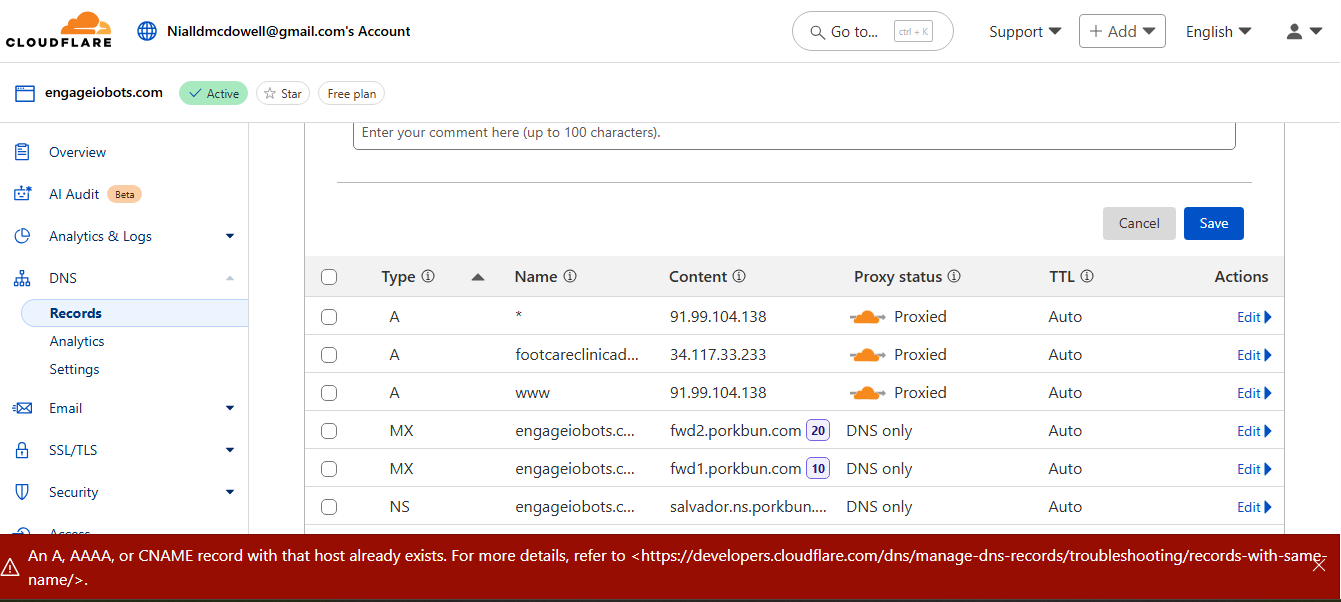 CLOUDFLARE
Nialldmcdowell@gmail.com's Account
Go to... ctrl + K
Support
+ Add
English
engageiobots.com
Active
Star
Free plan
Overview
AI Audit Beta
Analytics & Logs
DNS
Records
Analytics
Settings
Email
SSL/TLS
Security
Access
Enter your comment here (up to 100 characters).
Cancel Save
Type Name Content Proxy status TTL Actions
A * 91.99.104.138 Proxied Auto Edit
A footcareclinicad... 34.117.33.233 Proxied Auto Edit
A www 91.99.104.138 Proxied Auto Edit
MX engageiobots.c... fwd2.porkbun.com 20 DNS only Auto Edit
MX engageiobots.c... fwd1.porkbun.com 10 DNS only Auto Edit
NS engageiobots.c... salvador.ns.porkbun.... DNS only Auto Edit
An A, AAAA, or CNAME record with that host already exists. For more details, refer to <https://developers.cloudflare.com/dns/manage-dns-records/troubleshooting/records-with-same-
name/>.